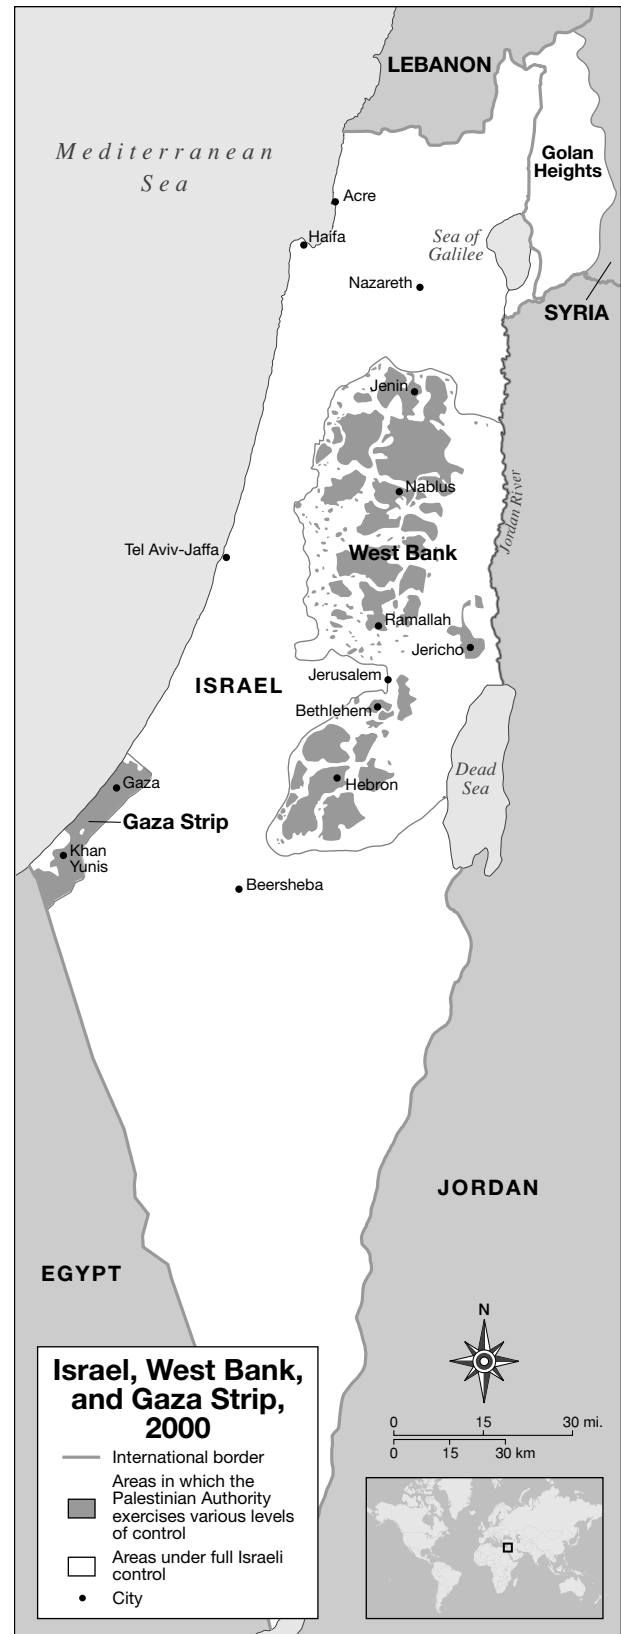 LEBANON
Mediterranean
Sea
Golan
Heights
Acre
Haifa
Sea of
Galilee
Nazareth
SYRIA
Jenin
Nablus
Jordan River
Tel Aviv-Jaffa
West Bank
Ramallah
Jericho
Jerusalem
ISRAEL
Bethlehem
Dead
Sea
Gaza
Hebron
Gaza Strip
Khan
Yunis
Beersheba
JORDAN
EGYPT
N
Israel, West Bank,
and Gaza Strip,
2000
International border
Areas in which the
Palestinian Authority
exercises various levels
of control
Areas under full Israeli
control
City
0 15 30 mi.
0 15 30 km